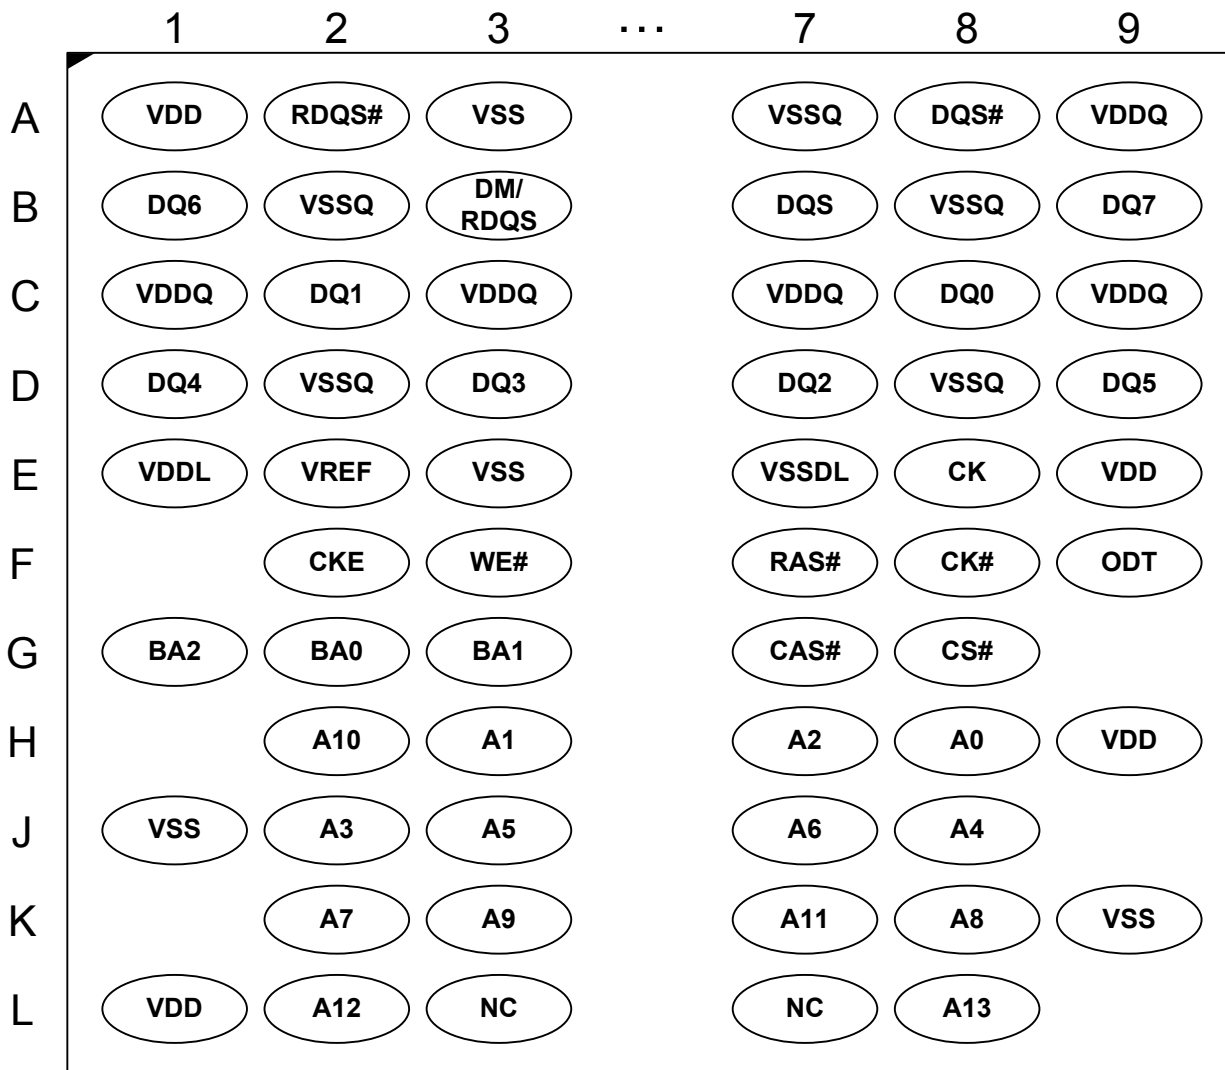 1 2 3 ... 7 8 9
A VDD RDQS# VSS VSSQ DQS# VDDQ
B DQ6 VSSQ DM/ RDQS DQS VSSQ DQ7
C VDDQ DQ1 VDDQ VDDQ DQ0 VDDQ
D DQ4 VSSQ DQ3 DQ2 VSSQ DQ5
E VDDL VREF VSS VSSDL CK VDD
F CKE WE# RAS# CK# ODT
G BA2 BA0 BA1 CAS# CS#
H A10 A1 A2 A0 VDD
J VSS A3 A5 A6 A4
K A7 A9 A11 A8 VSS
L VDD A12 NC NC A13